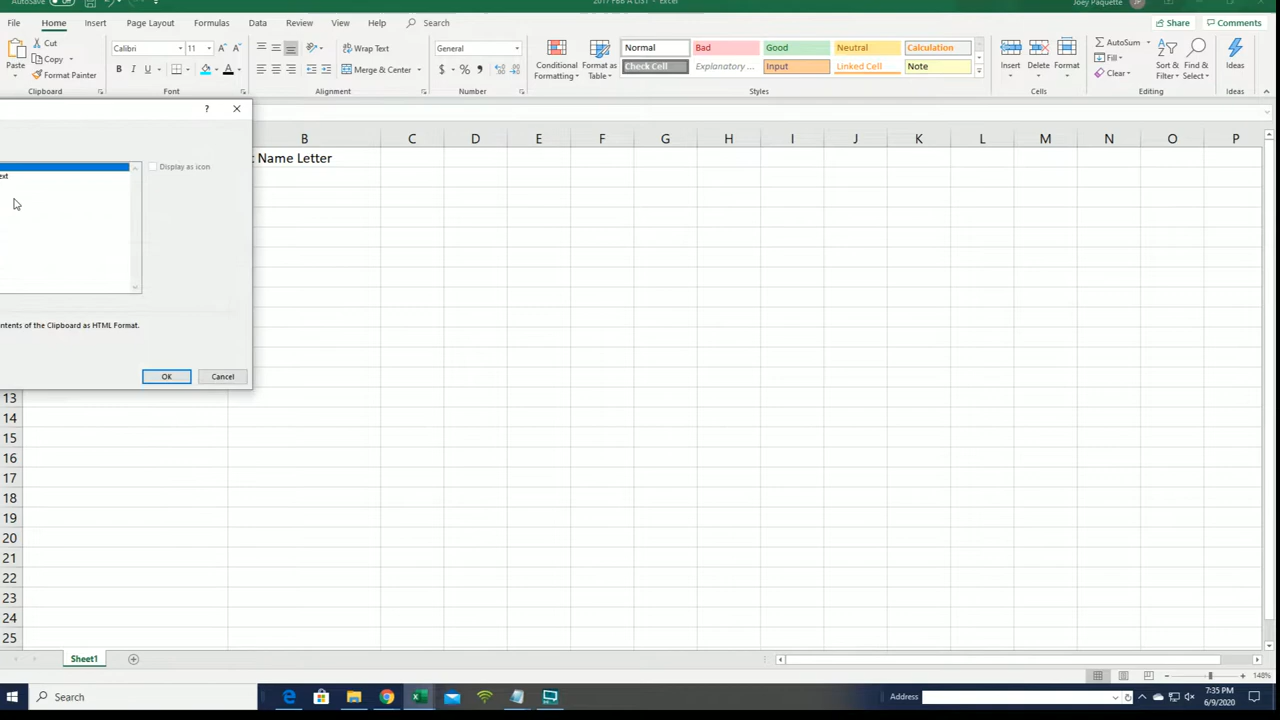 AutoSave
2017 FBB A LIST - Excel
Joey Paquette
JP
File Home Insert Page Layout Formulas Data Review View Help Search
Share Comments
Paste
Cut
Copy
Format Painter
Clipboard
Calibri 11
B I U
Font
Wrap Text
Merge & Center
Alignment
General
$ % 9
Number
Conditional Formatting
Format as Table
Normal Bad Good Neutral Calculation
Check Cell Explanatory ... Input Linked Cell Note
Styles
Insert Delete Format
Cells
AutoSum
Fill
Clear
Sort & Filter
Find & Select
Editing
Ideas
Ideas
?
Display as icon
ext
ntents of the Clipboard as HTML Format.
OK Cancel
B C D E F G H I J K L M N O P
t Name Letter
13
14
15
16
17
18
19
20
21
22
23
24
25
Sheet1
148%
Search
Address
7:35 PM
6/9/2020